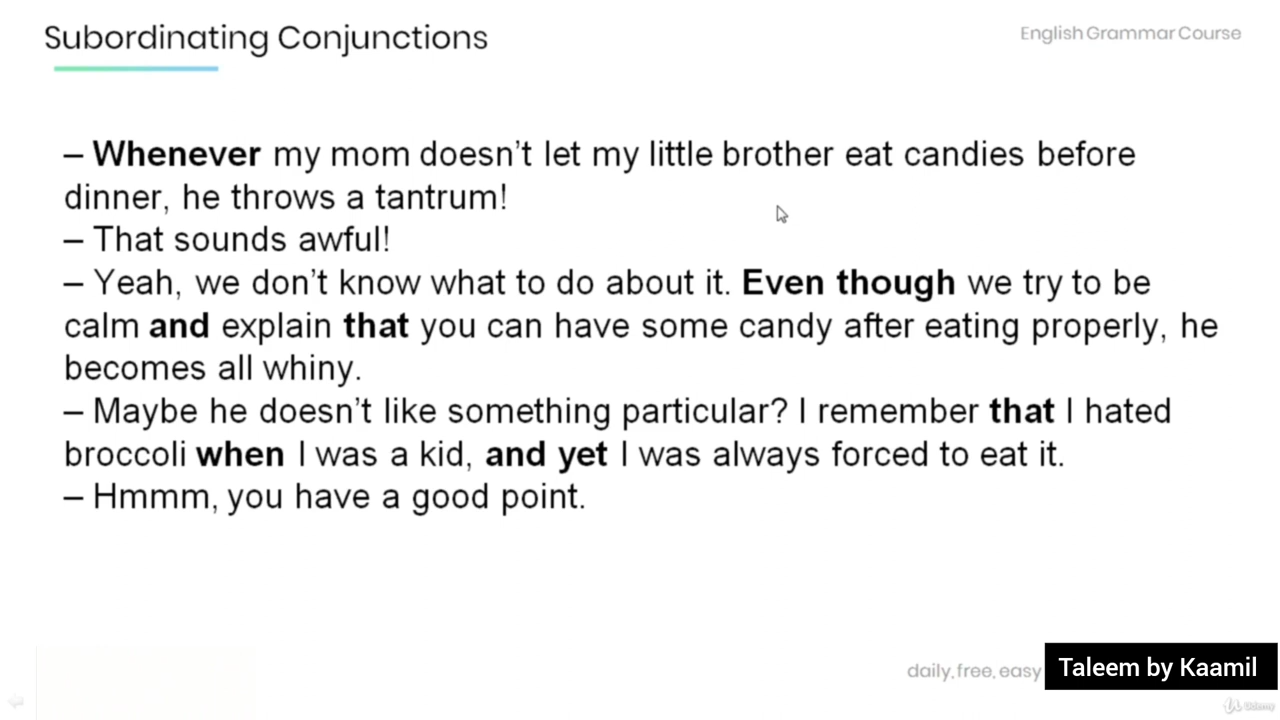 Subordinating Conjunctions
English Grammar Course
– Whenever my mom doesn't let my little brother eat candies before
dinner, he throws a tantrum!
– That sounds awful!
– Yeah, we don't know what to do about it. Even though we try to be
calm and explain that you can have some candy after eating properly, he
becomes all whiny.
– Maybe he doesn't like something particular? I remember that I hated
broccoli when I was a kid, and yet I was always forced to eat it.
– Hmmm, you have a good point.
daily, free, easy
Taleem by Kaamil
Udemy